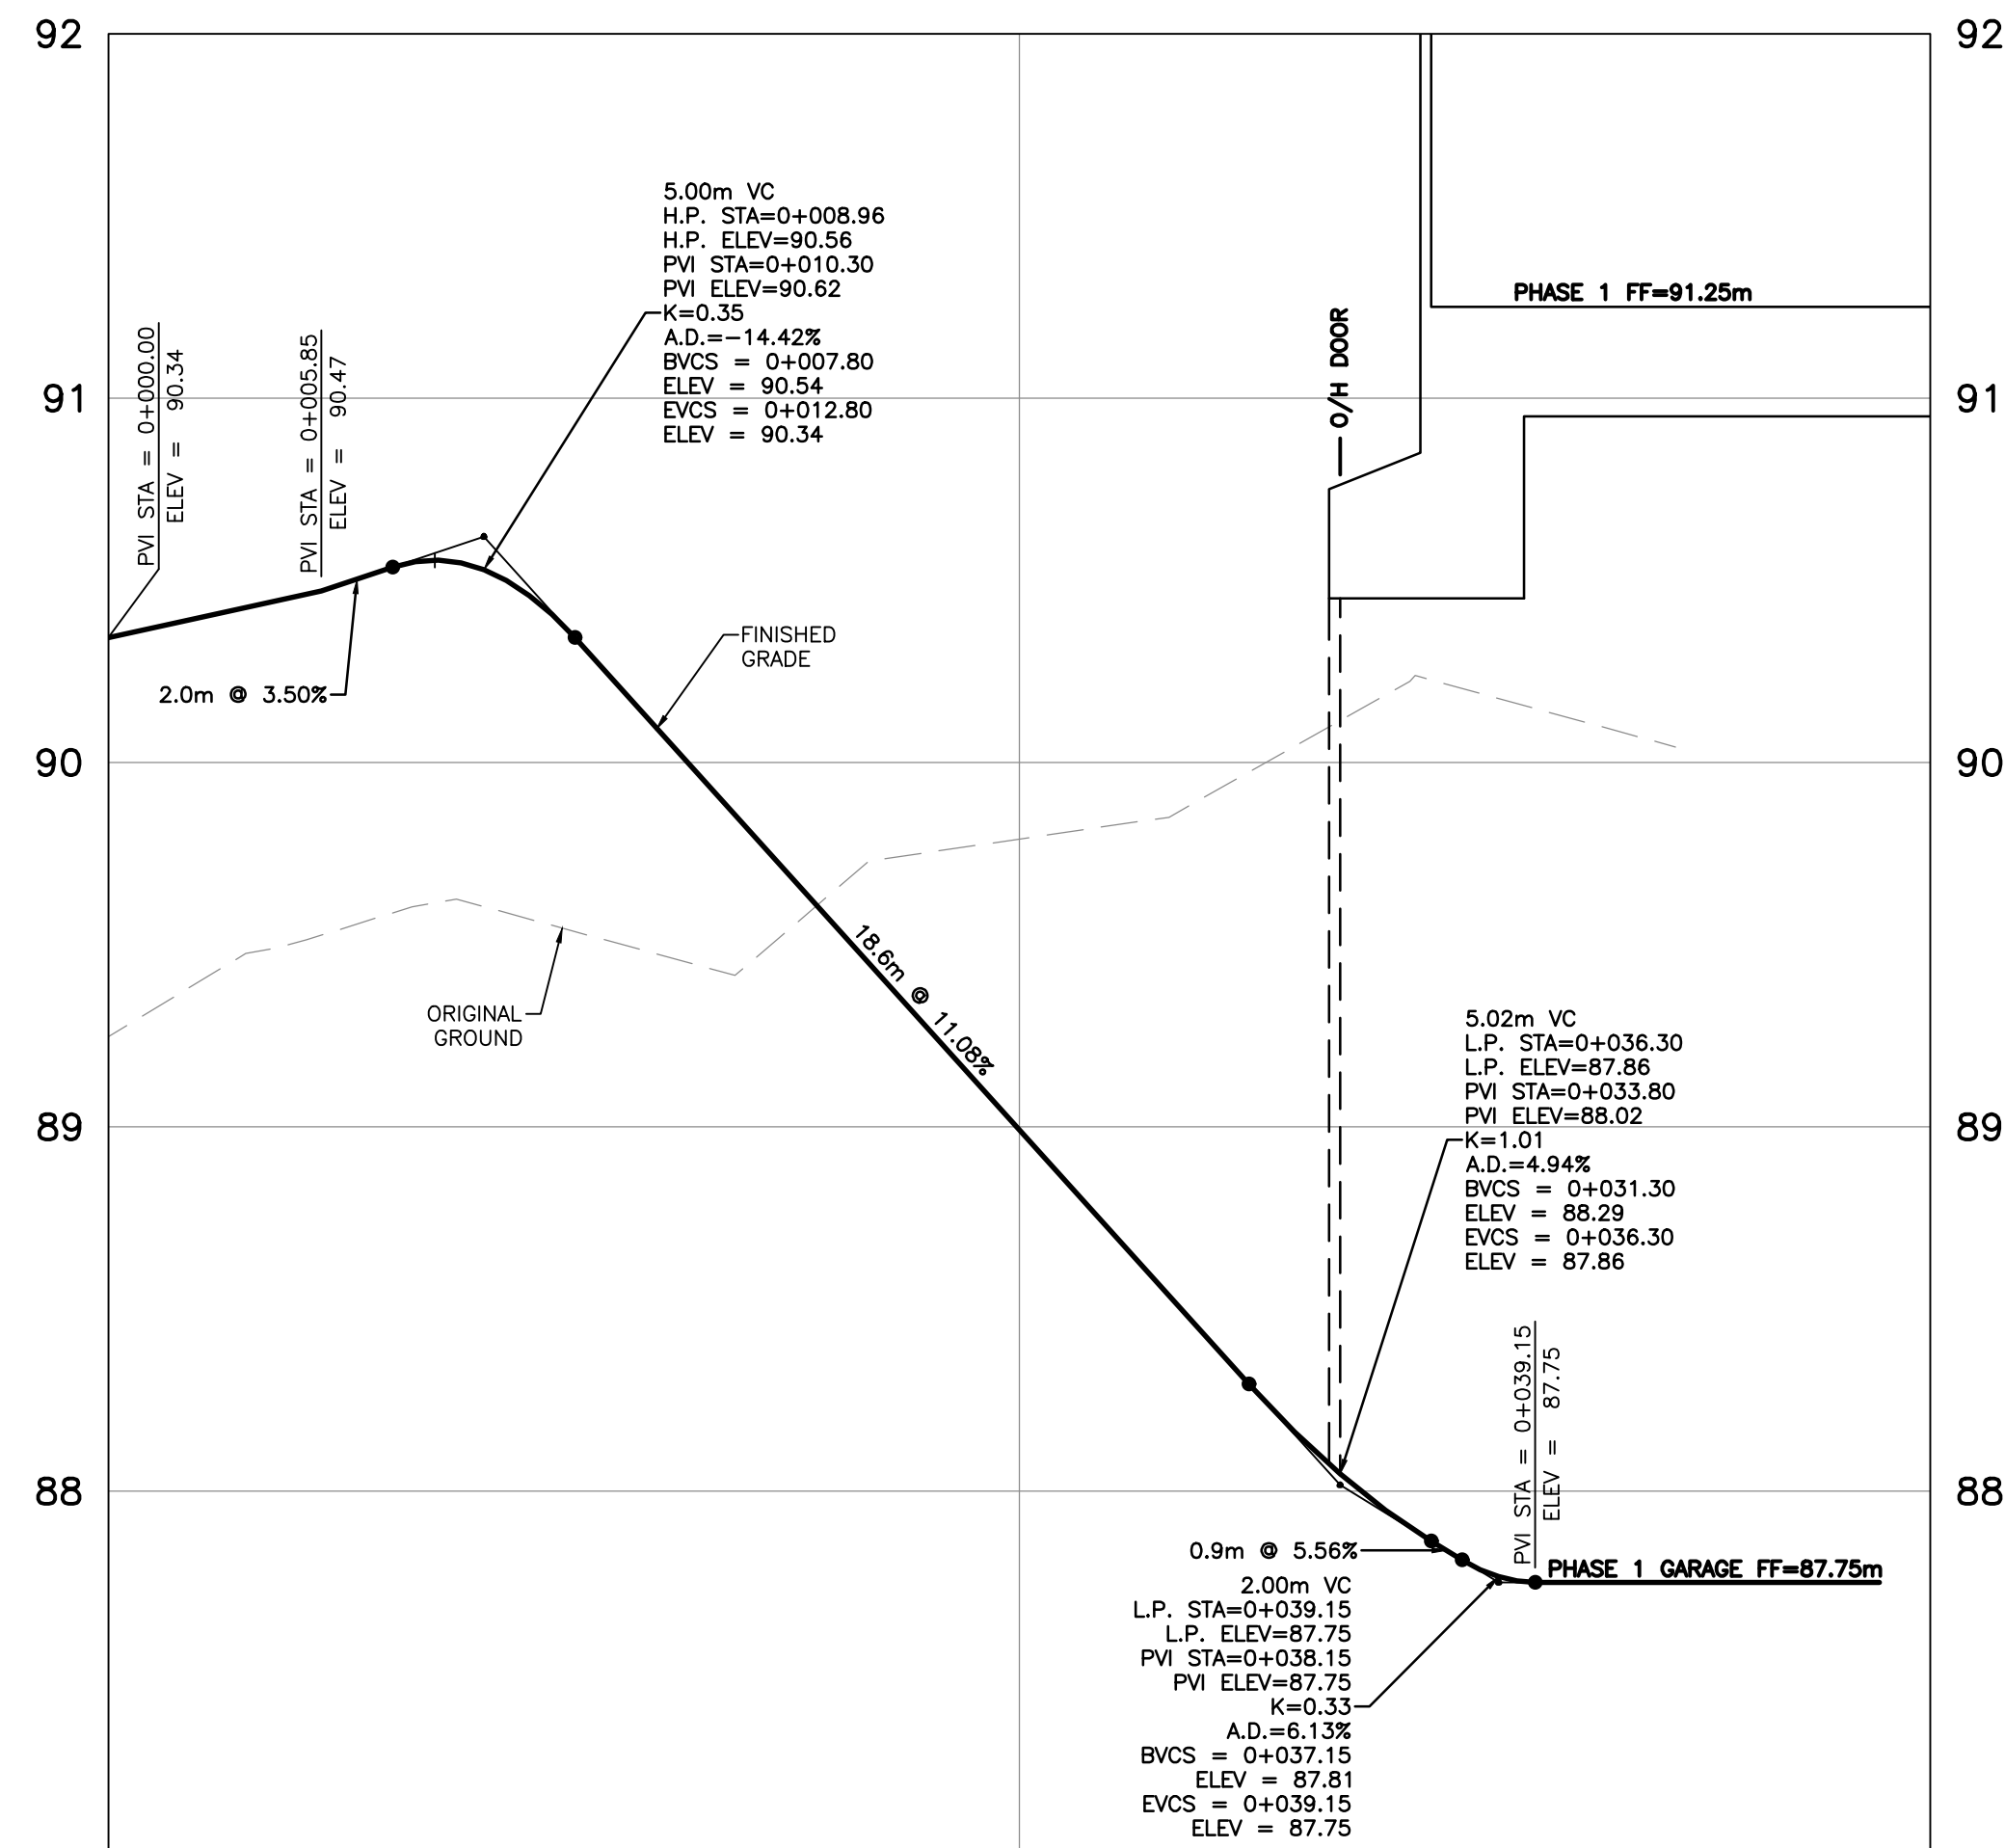 92
92
5.00m VC
H.P. STA=0+008.96
H.P. ELEV=90.56
PVI STA=0+010.30
PVI ELEV=90.62
K=0.35
A.D.=-14.42%
BVCS = 0+007.80
ELEV = 90.54
EVCS = 0+012.80
ELEV = 90.34
PHASE 1 FF=91.25m
O/H DOOR
PVI STA = 0+000.00
ELEV = 90.34
PVI STA = 0+005.85
ELEV = 90.47
91
91
FINISHED
GRADE
2.0m @ 3.50%
90
90
18.6m @ 11.08%
ORIGINAL
GROUND
5.02m VC
L.P. STA=0+036.30
L.P. ELEV=87.86
PVI STA=0+033.80
PVI ELEV=88.02
K=1.01
A.D.=4.94%
BVCS = 0+031.30
ELEV = 88.29
EVCS = 0+036.30
ELEV = 87.86
89
89
PVI STA = 0+039.15
ELEV = 87.75
88
88
0.9m @ 5.56%
PHASE 1 GARAGE FF=87.75m
2.00m VC
L.P. STA=0+039.15
L.P. ELEV=87.75
PVI STA=0+038.15
PVI ELEV=87.75
K=0.33
A.D.=6.13%
BVCS = 0+037.15
ELEV = 87.81
EVCS = 0+039.15
ELEV = 87.75